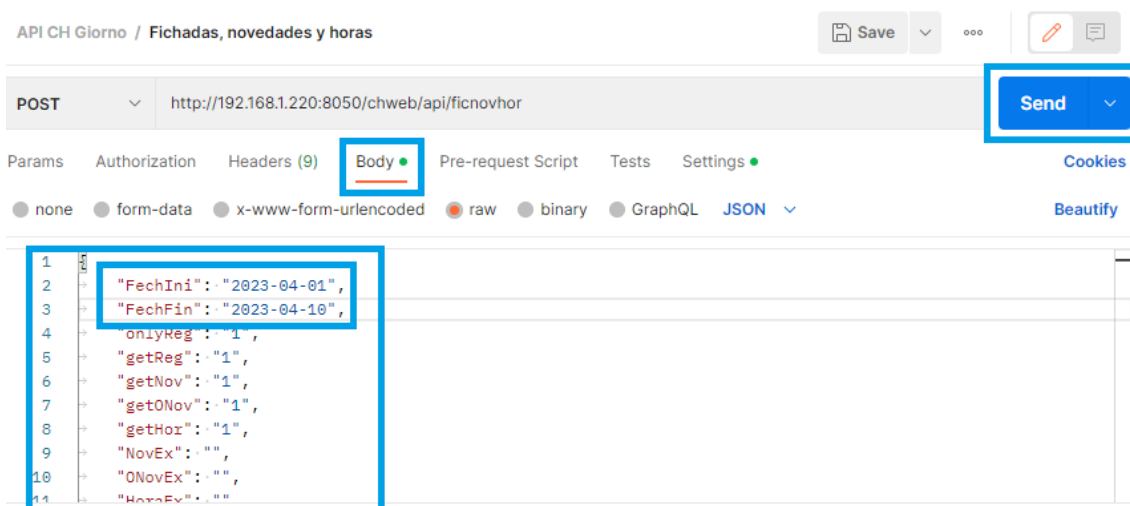 API CH Giorno / Fichadas, novedades y horas Save ooo
POST http://192.168.1.220:8050/chweb/api/ficnovhor Send
Params Authorization Headers (9) Body Pre-request Script Tests Settings Cookies
none form-data x-www-form-urlencoded raw binary GraphQL JSON Beautify
1 {
2 "FechIni": "2023-04-01",
3 "FechFin": "2023-04-10",
4 "onlyReg": "1",
5 "getReg": "1",
6 "getNov": "1",
7 "getONov": "1",
8 "getHor": "1",
9 "NovEx": "",
10 "ONovEx": "",
11 "HoraEx": ""